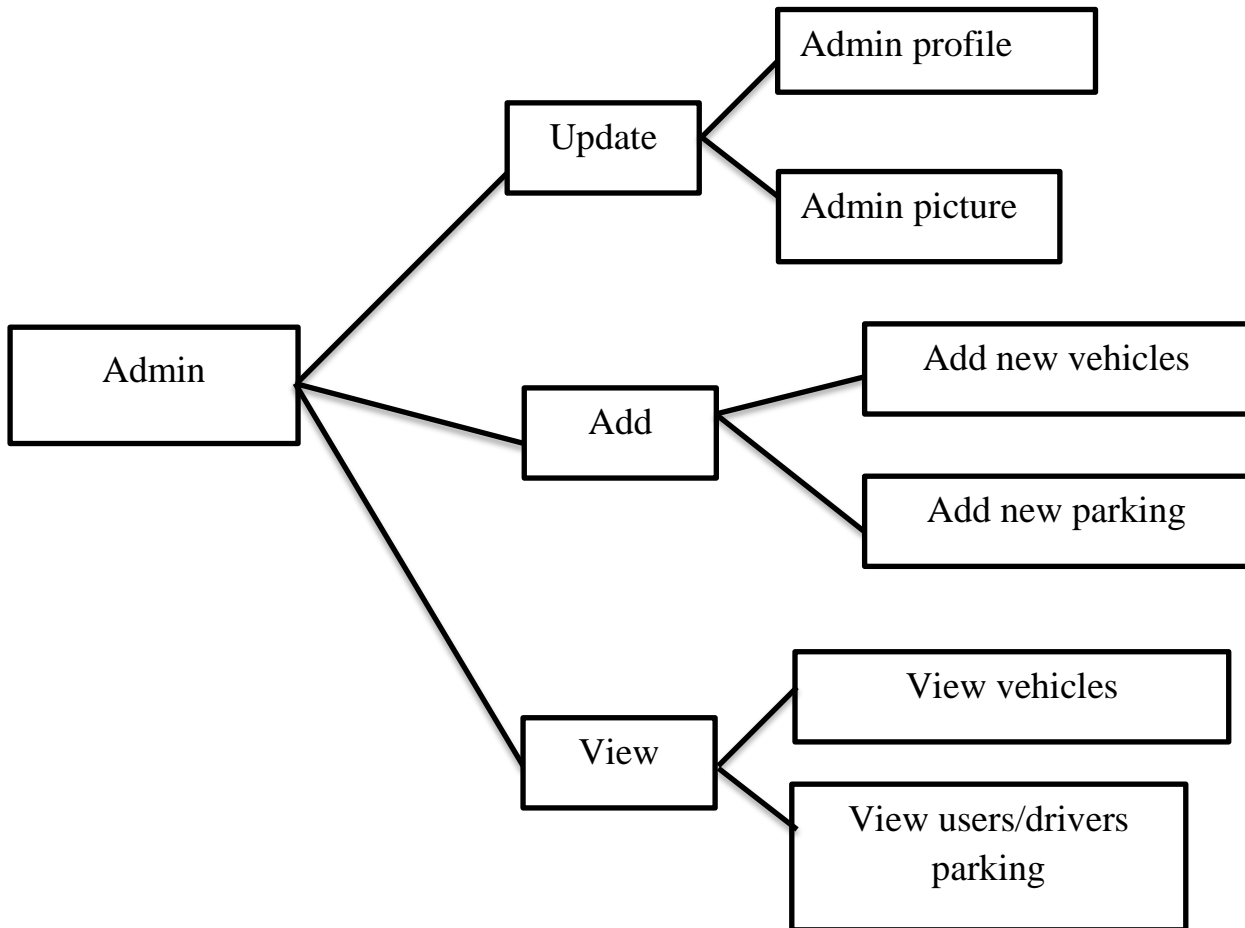 Admin profile
Update
Admin picture
Admin
Add new vehicles
Add
Add new parking
View vehicles
View
View users/drivers
parking